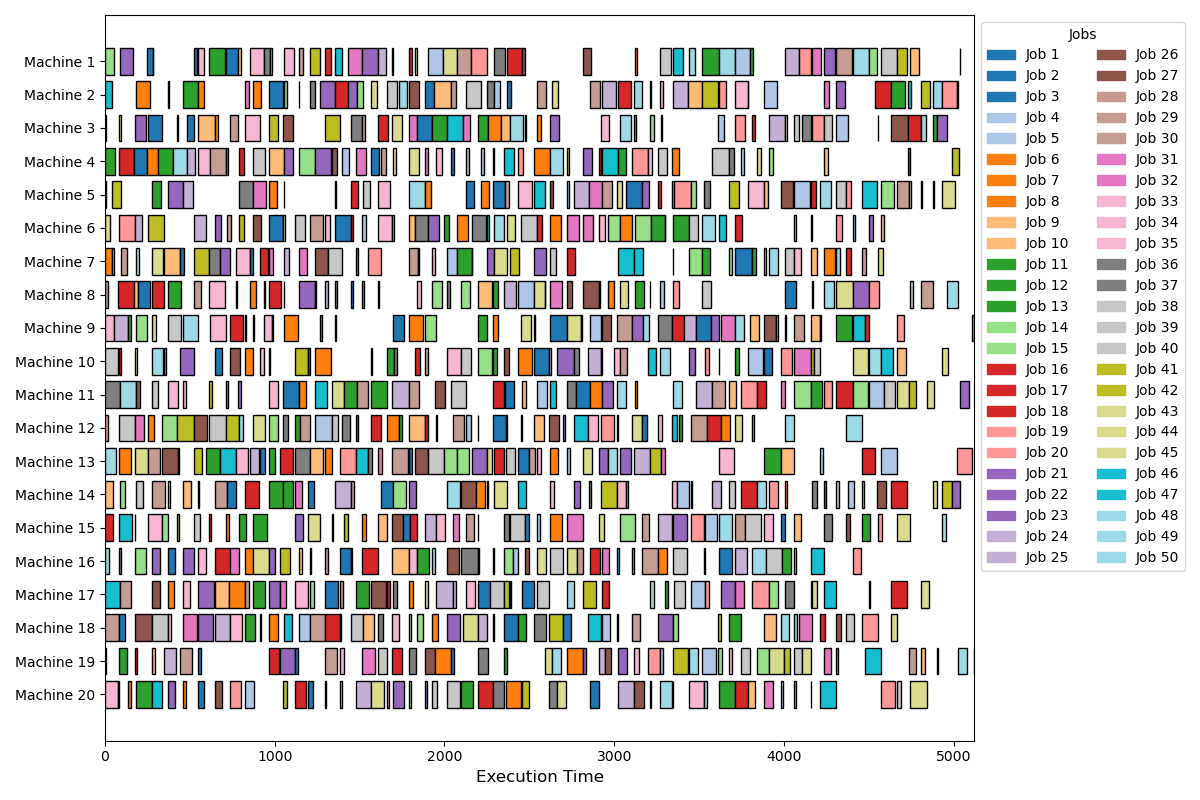 Machine 1
Machine 2
Machine 3
Machine 4
Machine 5
Machine 6
Machine 7
Machine 8
Machine 9
Machine 10
Machine 11
Machine 12
Machine 13
Machine 14
Machine 15
Machine 16
Machine 17
Machine 18
Machine 19
Machine 20
0 1000 2000 3000 4000 5000
Execution Time
Jobs
Job 1
Job 2
Job 3
Job 4
Job 5
Job 6
Job 7
Job 8
Job 9
Job 10
Job 11
Job 12
Job 13
Job 14
Job 15
Job 16
Job 17
Job 18
Job 19
Job 20
Job 21
Job 22
Job 23
Job 24
Job 25
Job 26
Job 27
Job 28
Job 29
Job 30
Job 31
Job 32
Job 33
Job 34
Job 35
Job 36
Job 37
Job 38
Job 39
Job 40
Job 41
Job 42
Job 43
Job 44
Job 45
Job 46
Job 47
Job 48
Job 49
Job 50